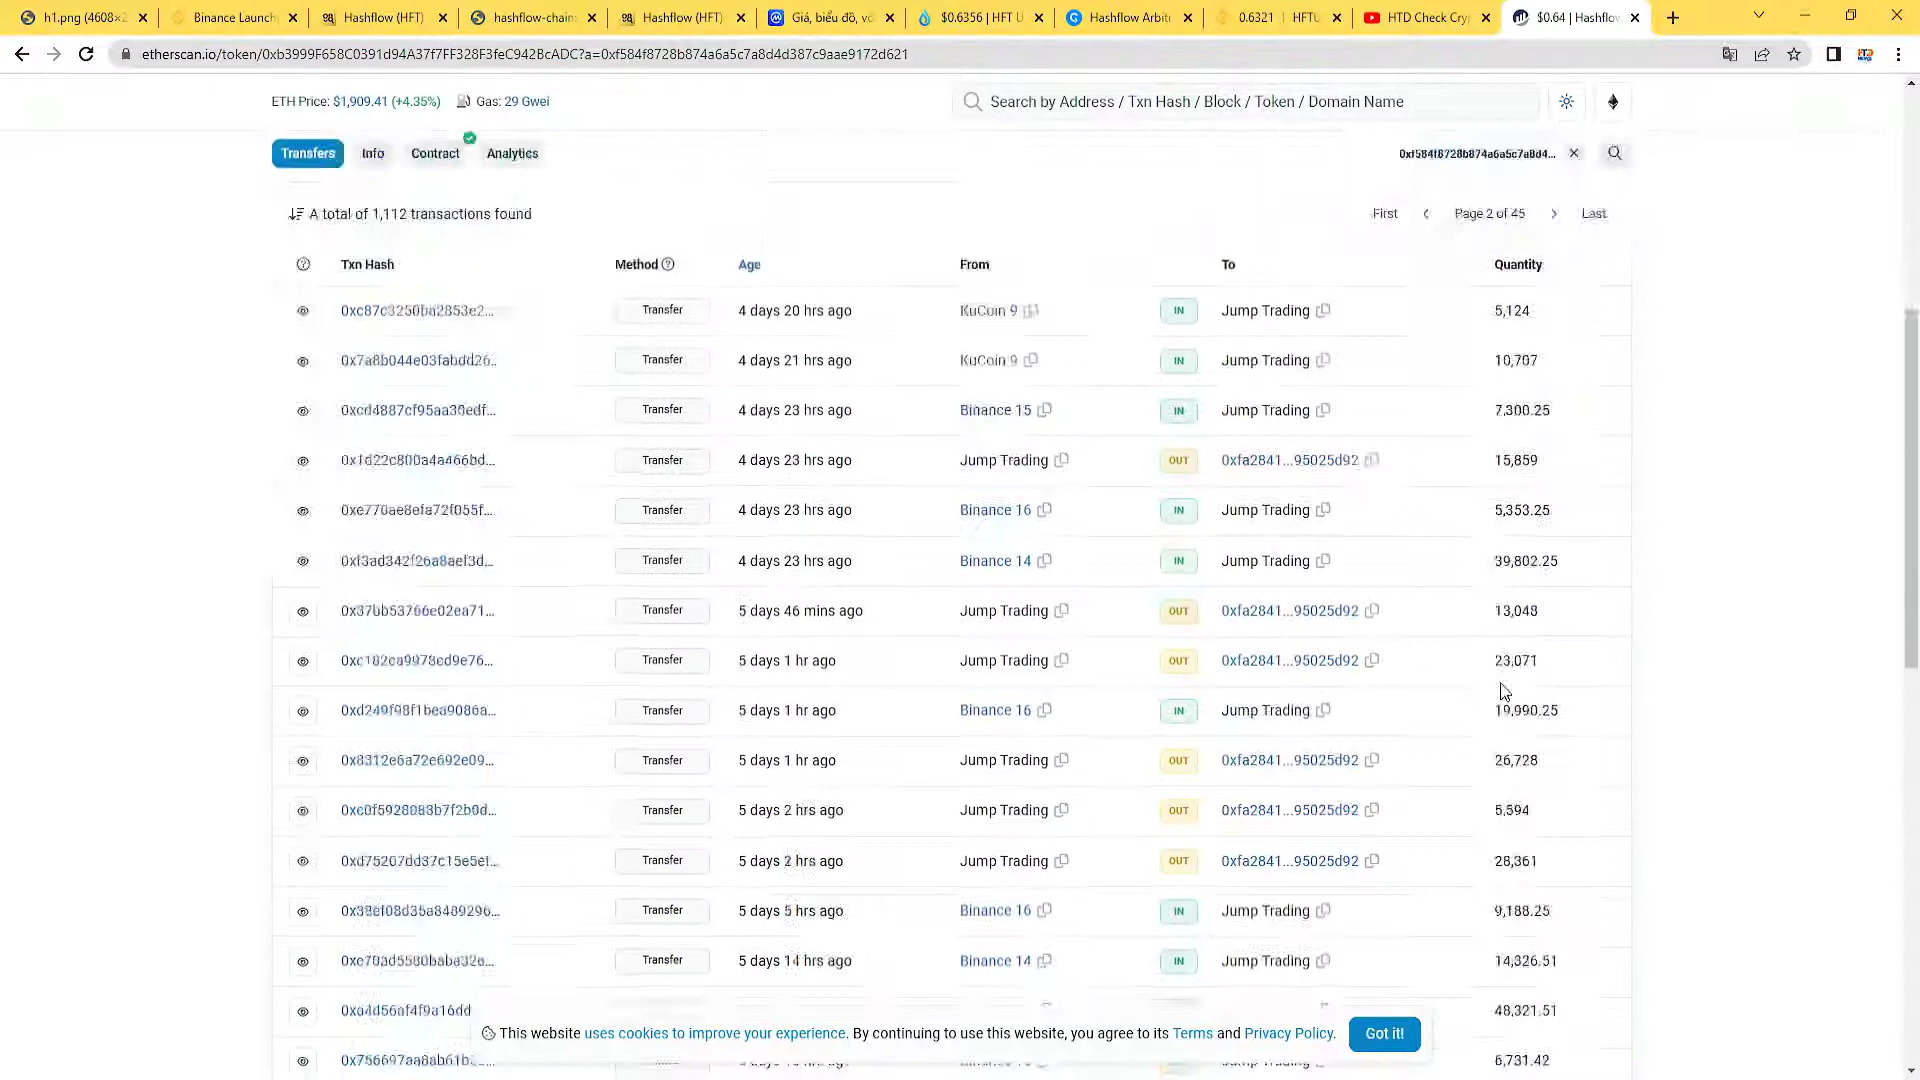 h1.png (4608×2
Binance Launch
Hashflow (HFT)
hashflow-chain
Hashflow (HFT)
Giá, biểu đồ, vố
$0.6356 | HFT U
Hashflow Arbit
0.6321 | HFTU
HTD Check Cry
$0.64 | Hashflow
etherscan.io/token/0xb3999F658C0391d94A37f7FF328F3feC942BcADC?a=0xf584f8728b874a6a5c7a8d4d387c9aae9172d621
ETH Price: $1,909.41 (+4.35%) Gas: 29 Gwei
Search by Address / Txn Hash / Block / Token / Domain Name
Transfers Info Contract Analytics
0xf584f8728b874a6a5c7a8d4...
A total of 1,112 transactions found
First Page 2 of 45 Last
Txn Hash Method Age From To Quantity
Transfer 4 days 20 hrs ago KuCoin 9 IN Jump Trading 5,124
Transfer 4 days 21 hrs ago KuCoin 9 IN Jump Trading 10,707
0xcd4887cf95aa38edf... Transfer 4 days 23 hrs ago Binance 15 IN Jump Trading 7,300.25
0x1d22c800a4a466bd... Transfer 4 days 23 hrs ago Jump Trading OUT 0xfa2841...95025d92 15,859
0xe770ae8efa72f055f... Transfer 4 days 23 hrs ago Binance 16 IN Jump Trading 5,353.25
0xf3ad342f26a8aef3d... Transfer 4 days 23 hrs ago Binance 14 IN Jump Trading 39,802.25
0x37bb53766e02ea71... Transfer 5 days 46 mins ago Jump Trading OUT 0xfa2841...95025d92 13,048
Transfer 5 days 1 hr ago Jump Trading OUT 0xfa2841...95025d92 23,071
0xd249f98f1bea9086a... Transfer 5 days 1 hr ago Binance 16 IN Jump Trading 19,990.25
0x8312e6a72e692e09... Transfer 5 days 1 hr ago Jump Trading OUT 0xfa2841...95025d92 26,728
Transfer 5 days 2 hrs ago Jump Trading OUT 0xfa2841...95025d92
Transfer 5 days 2 hrs ago Jump Trading OUT 0xfa2841...95025d92 28,361
Transfer 5 days 5 hrs ago Binance 16 IN Jump Trading 9,188.25
Transfer 5 days 14 hrs ago Binance 14 IN Jump Trading 14,326.51
0xa4d56af4f9a16dd 48,321.51
6,731.42
This website uses cookies to improve your experience. By continuing to use this website, you agree to its Terms and Privacy Policy. Got it!